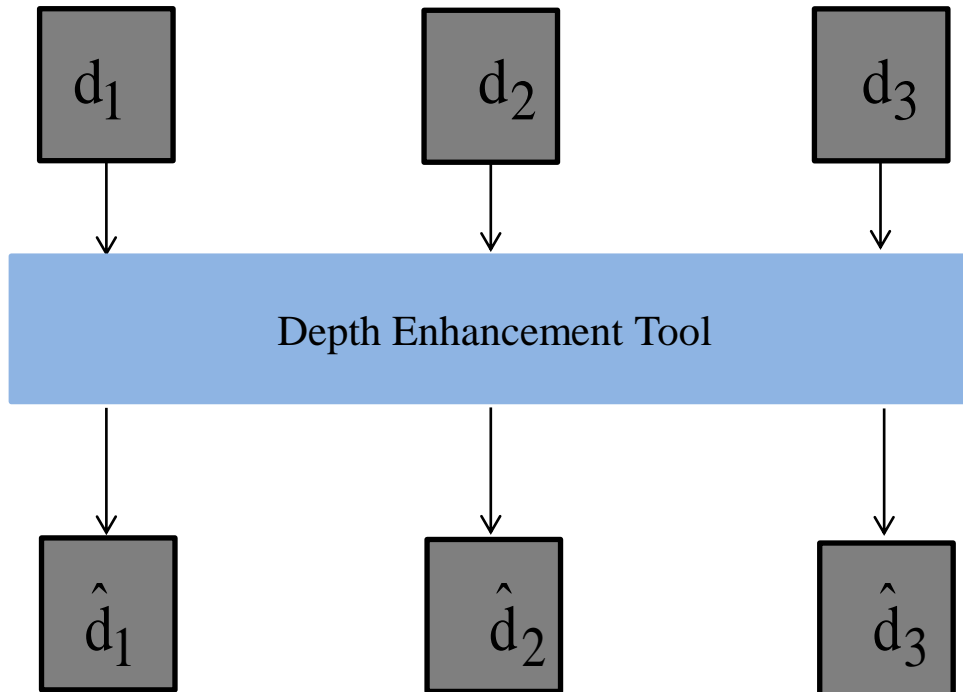 d₁ d₂ d₃
Depth Enhancement Tool
d̂₁ d̂₂ d̂₃